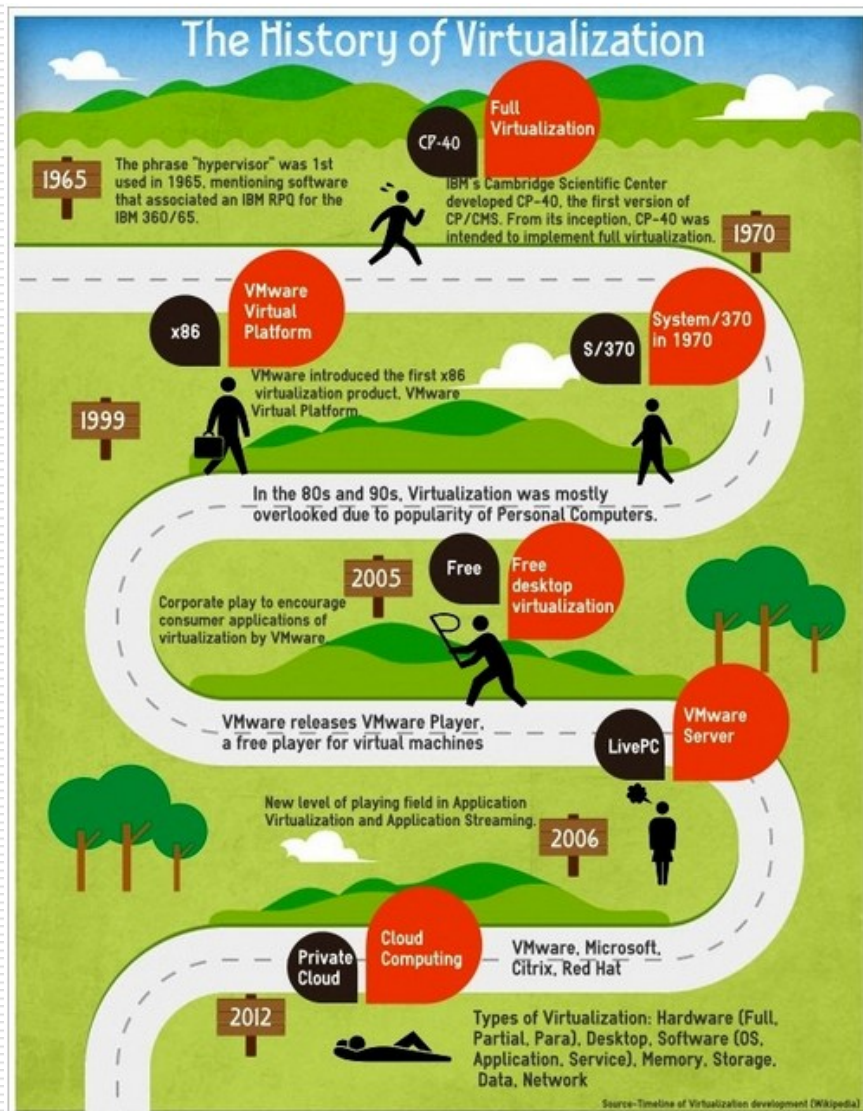 The History of Virtualization
CP-40
Full
Virtualization
1965
The phrase "hypervisor" was 1st
used in 1965, mentioning software
that associated an IBM RPQ for the
IBM 360/65.
IBM's Cambridge Scientific Center
developed CP-40, the first version of
CP/CMS. From its inception, CP-40 was
intended to implement full virtualization.
1970
x86
VMware
Virtual
Platform
S/370
System/370
in 1970
1999
VMware introduced the first x86
virtualization product, VMware
Virtual Platform.
In the 80s and 90s, Virtualization was mostly
overlooked due to popularity of Personal Computers.
2005
Free
Free
desktop
virtualization
Corporate play to encourage
consumer applications of
virtualization by VMware.
VMware releases VMware Player,
a free player for virtual machines
LivePC
VMware
Server
New level of playing field in Application
Virtualization and Application Streaming.
2006
Private
Cloud
Cloud
Computing
VMware, Microsoft,
Citrix, Red Hat
2012
Types of Virtualization: Hardware (Full,
Partial, Para), Desktop, Software (OS,
Application, Service), Memory, Storage,
Data, Network
Source-Timeline of Virtualization development (Wikipedia)